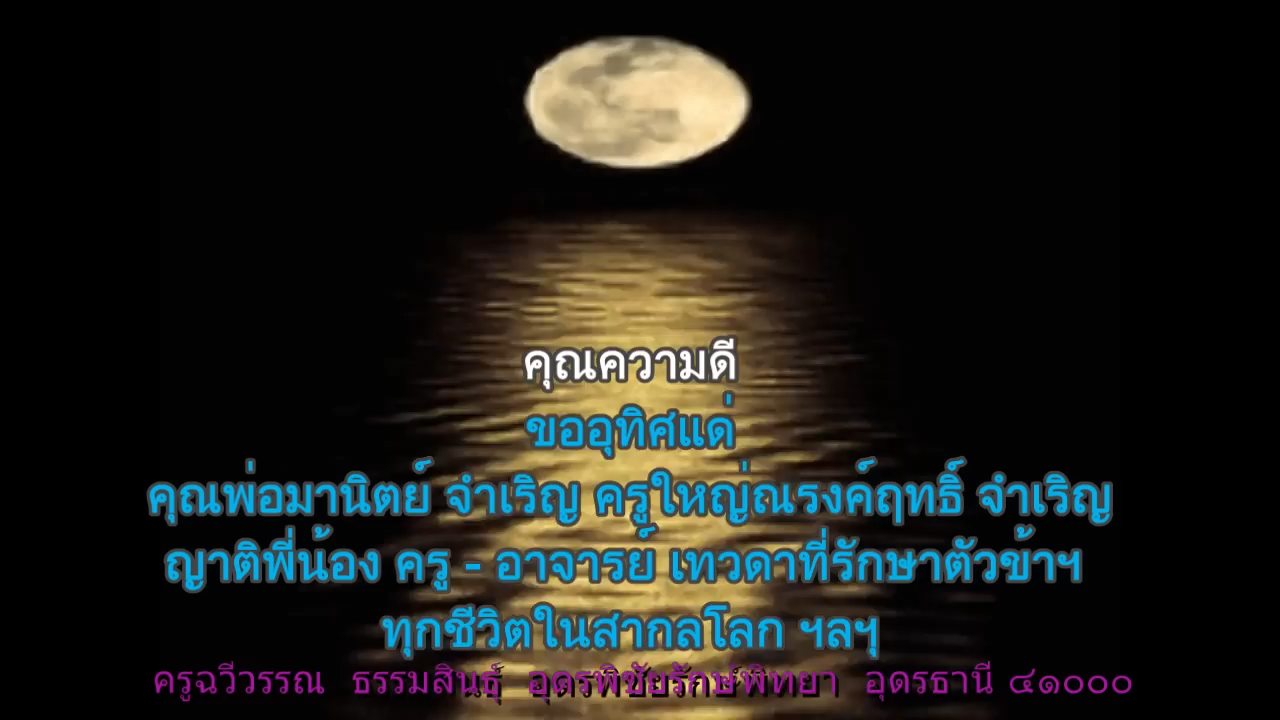 คุณความดี
ขออุทิศแด่
คุณพ่อมานิตย์ จำเริญ ครูใหญ่ณรงค์ฤทธิ์ จำเริญ
ญาติพี่น้อง ครู - อาจารย์ เทวดาที่รักษาตัวข้าฯ
ทุกชีวิตในสากลโลก ฯลฯ
ครูฉวีวรรณ ธรรมสินธุ์ อุดรพิชัยรักษ์พิทยา อุดรธานี ๔๑๐๐๐